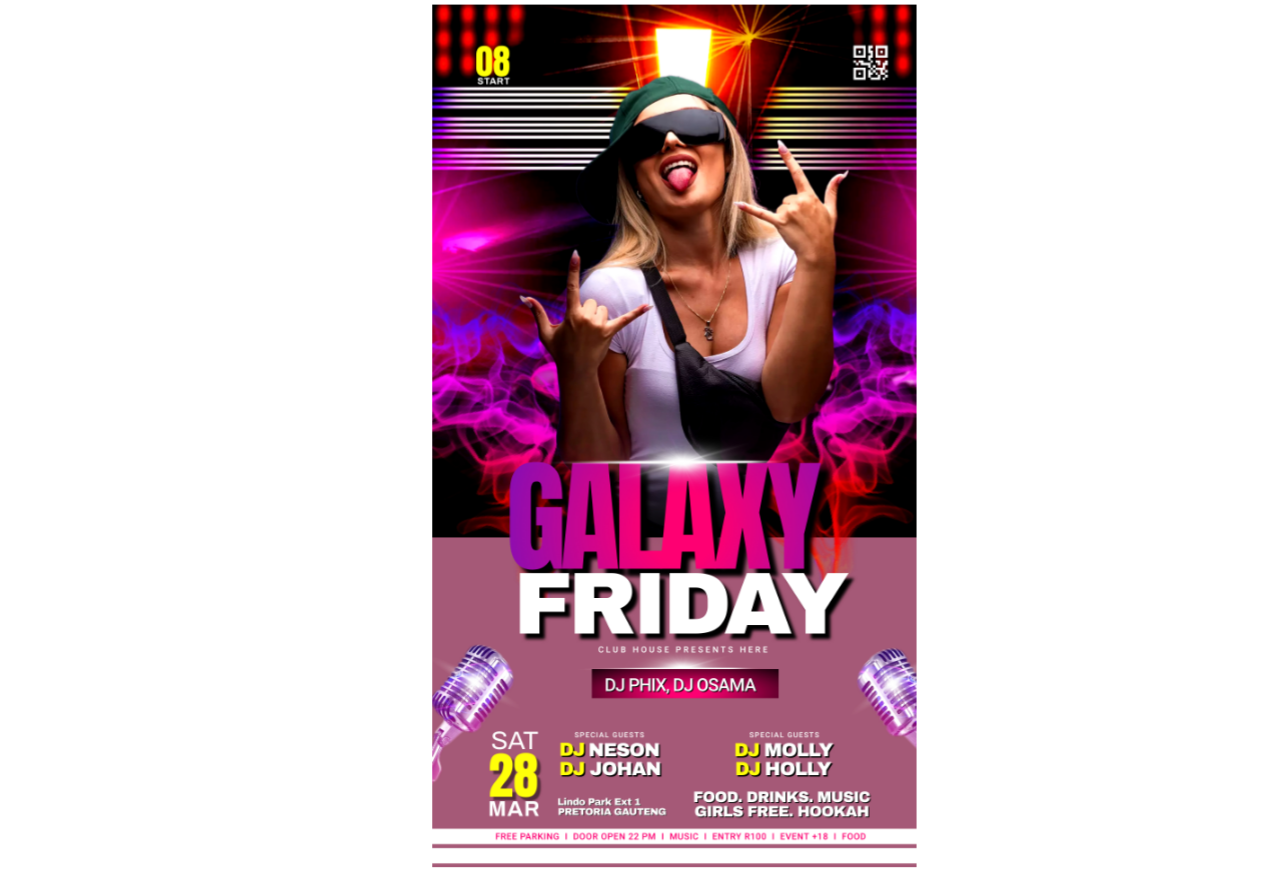 08
START
GALAXY
FRIDAY
CLUB HOUSE PRESENTS HERE
DJ PHIX, DJ OSAMA
SAT
28
MAR
SPECIAL GUESTS
DJ NESON
DJ JOHAN
SPECIAL GUESTS
DJ MOLLY
DJ HOLLY
Lindo Park Ext 1
PRETORIA GAUTENG
FOOD. DRINKS. MUSIC
GIRLS FREE. HOOKAH
FREE PARKING I DOOR OPEN 22 PM I MUSIC I ENTRY R100 I EVENT +18 I FOOD